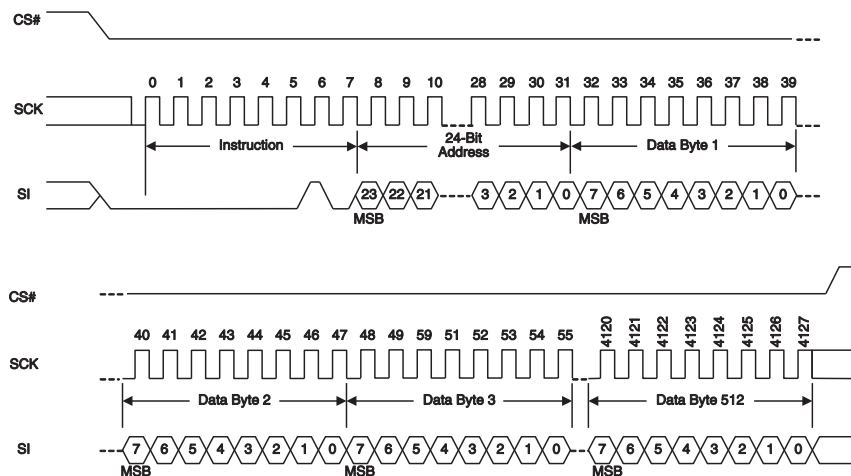 CS#
0 1 2 3 4 5 6 7 8 9 10 28 29 30 31 32 33 34 35 36 37 38 39
SCK
Instruction
24-Bit
Address
Data Byte 1
SI
23 22 21 3 2 1 0 7 6 5 4 3 2 1 0
MSB MSB
CS#
40 41 42 43 44 45 46 47 48 49 59 51 52 53 54 55 4120 4121 4122 4123 4124 4125 4126 4127
SCK
Data Byte 2 Data Byte 3 Data Byte 512
SI
7 6 5 4 3 2 1 0 7 6 5 4 3 2 1 0 7 6 5 4 3 2 1 0
MSB MSB MSB